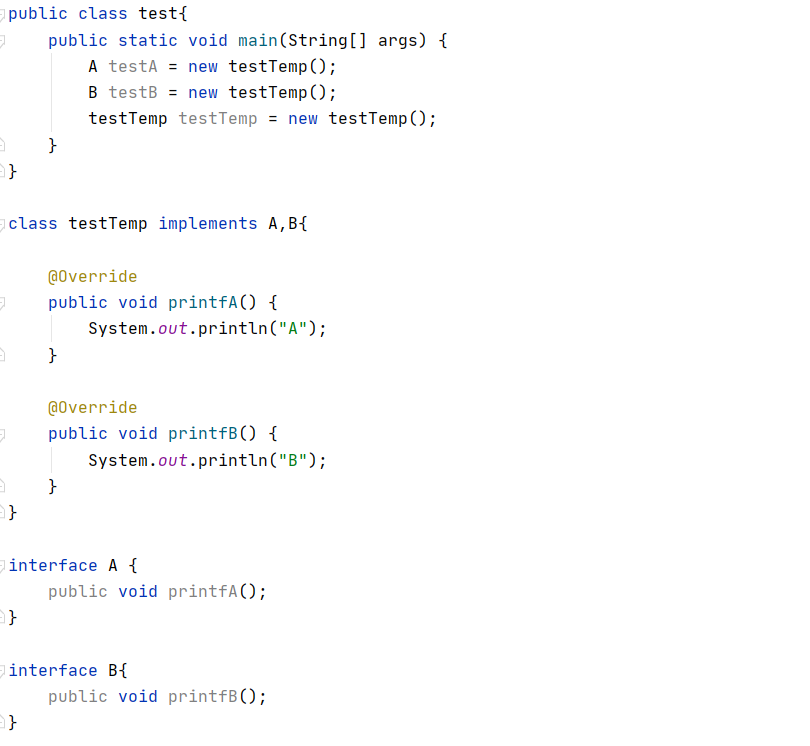 public class test{
    public static void main(String[] args) {
        A testA = new testTemp();
        B testB = new testTemp();
        testTemp testTemp = new testTemp();
    }
}

class testTemp implements A,B{

    @Override
    public void printfA() {
        System.out.println("A");
    }

    @Override
    public void printfB() {
        System.out.println("B");
    }
}

interface A {
    public void printfA();
}

interface B{
    public void printfB();
}